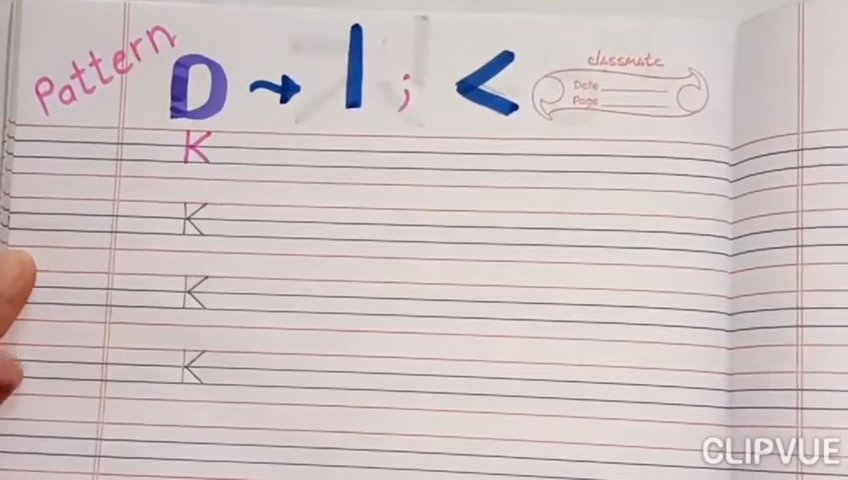 Pattern D → | ; <
classmate
Date
Page
K
K
K
K
CLIPVUE